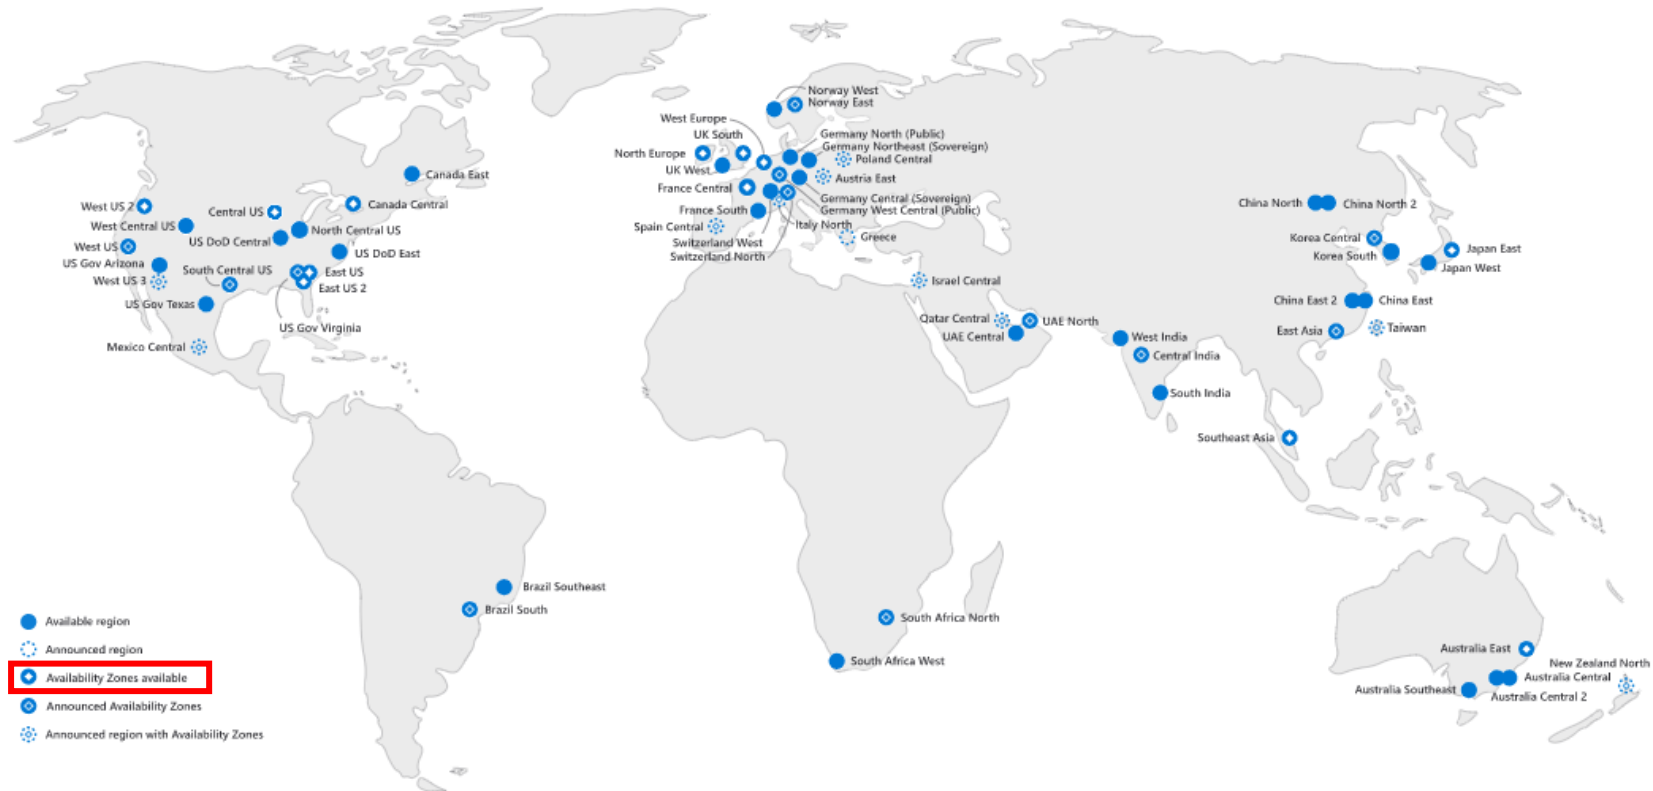 Norway West
Norway East
West Europe
UK South
Germany North (Public)
Germany Northeast (Sovereign)
North Europe
Poland Central
UK West
Austria East
France Central
Germany Central (Sovereign)
Germany West Central (Public)
France South
Spain Central
Italy North
Greece
Switzerland West
Switzerland North
Canada East
West US 2
Central US
Canada Central
West Central US
North Central US
US DoD Central
West US
US DoD East
US Gov Arizona
South Central US
East US
West US 3
East US 2
US Gov Texas
US Gov Virginia
Mexico Central
Israel Central
Qatar Central
UAE North
UAE Central
West India
Central India
South India
China North
China North 2
Korea Central
Korea South
Japan East
Japan West
China East 2
China East
East Asia
Taiwan
Southeast Asia
Brazil Southeast
Brazil South
South Africa North
South Africa West
Australia East
New Zealand North
Australia Central
Australia Southeast
Australia Central 2
Available region
Announced region
Availability Zones available
Announced Availability Zones
Announced region with Availability Zones